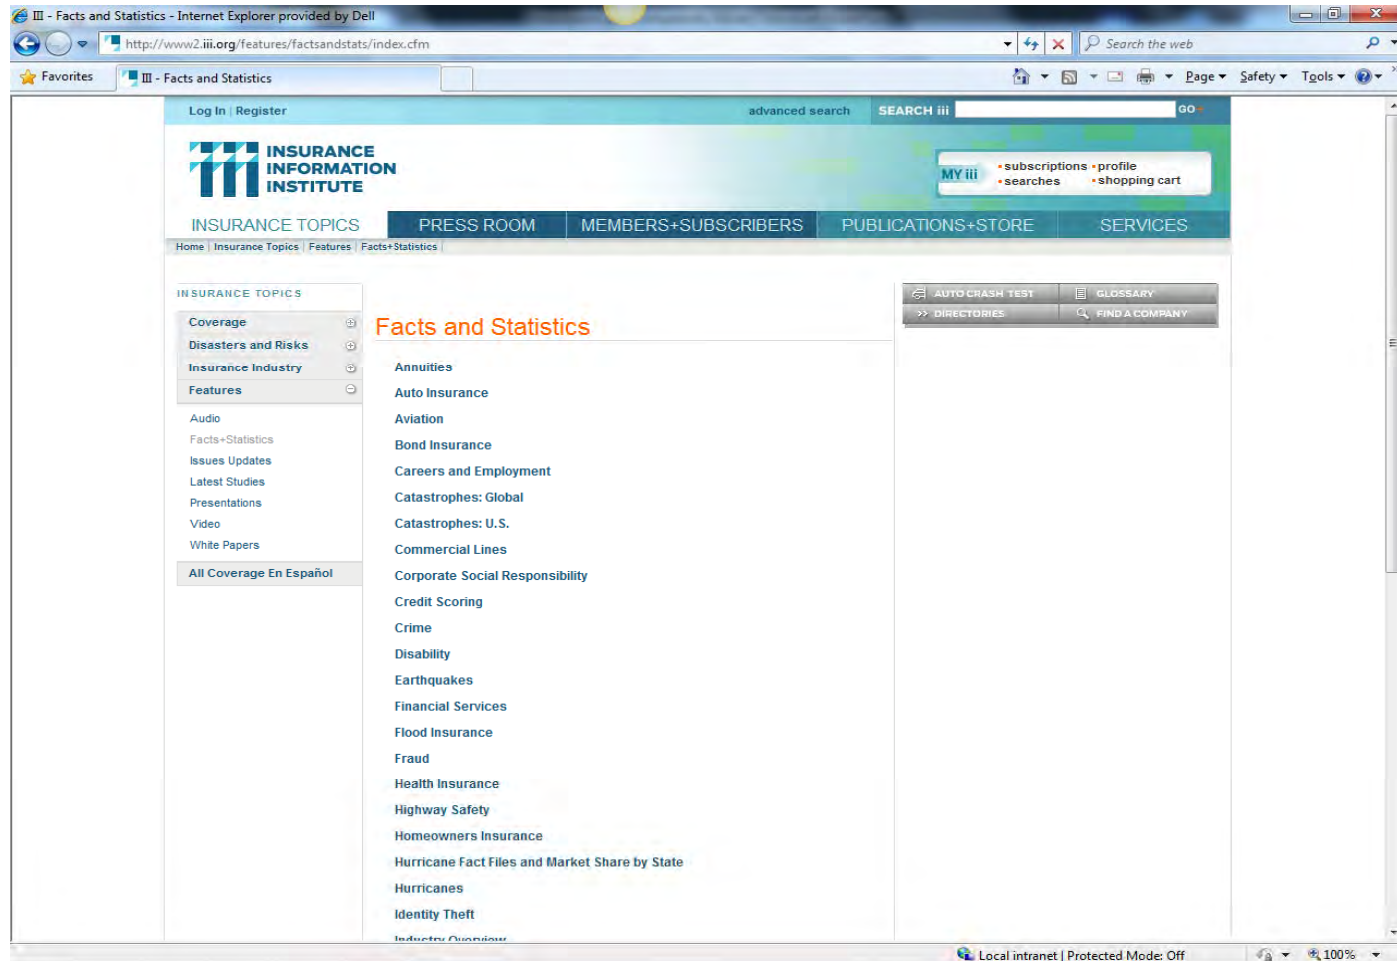 III - Facts and Statistics - Internet Explorer provided by Dell
http://www2.iii.org/features/factsandstats/index.cfm
Search the web
Favorites
III - Facts and Statistics
Page
Safety
Tools
Log In | Register
advanced search
SEARCH iii
GO
INSURANCE
INFORMATION
INSTITUTE
MY iii
• subscriptions • profile
• searches • shopping cart
INSURANCE TOPICS
PRESS ROOM
MEMBERS+SUBSCRIBERS
PUBLICATIONS+STORE
SERVICES
Home | Insurance Topics | Features | Facts+Statistics |
INSURANCE TOPICS
Coverage
Disasters and Risks
Insurance Industry
Features
Audio
Facts+Statistics
Issues Updates
Latest Studies
Presentations
Video
White Papers
All Coverage En Español
Facts and Statistics
Annuities
Auto Insurance
Aviation
Bond Insurance
Careers and Employment
Catastrophes: Global
Catastrophes: U.S.
Commercial Lines
Corporate Social Responsibility
Credit Scoring
Crime
Disability
Earthquakes
Financial Services
Flood Insurance
Fraud
Health Insurance
Highway Safety
Homeowners Insurance
Hurricane Fact Files and Market Share by State
Hurricanes
Identity Theft
Industry Overview
AUTO CRASH TEST
GLOSSARY
>> DIRECTORIES
FIND A COMPANY
Local intranet | Protected Mode: Off
100%